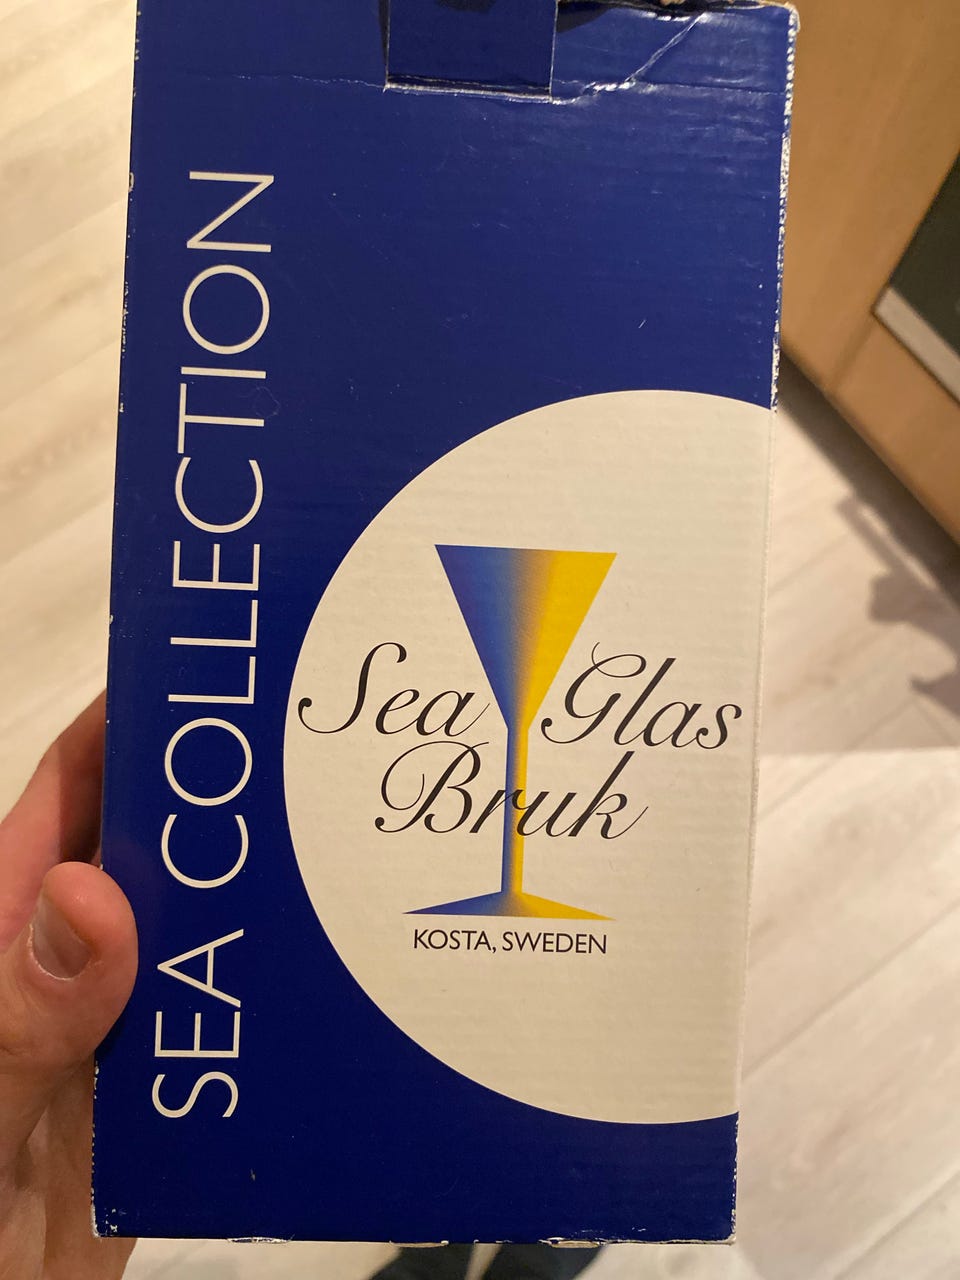 SEA COLLECTION
Sea Glas
Bruk
KOSTA, SWEDEN